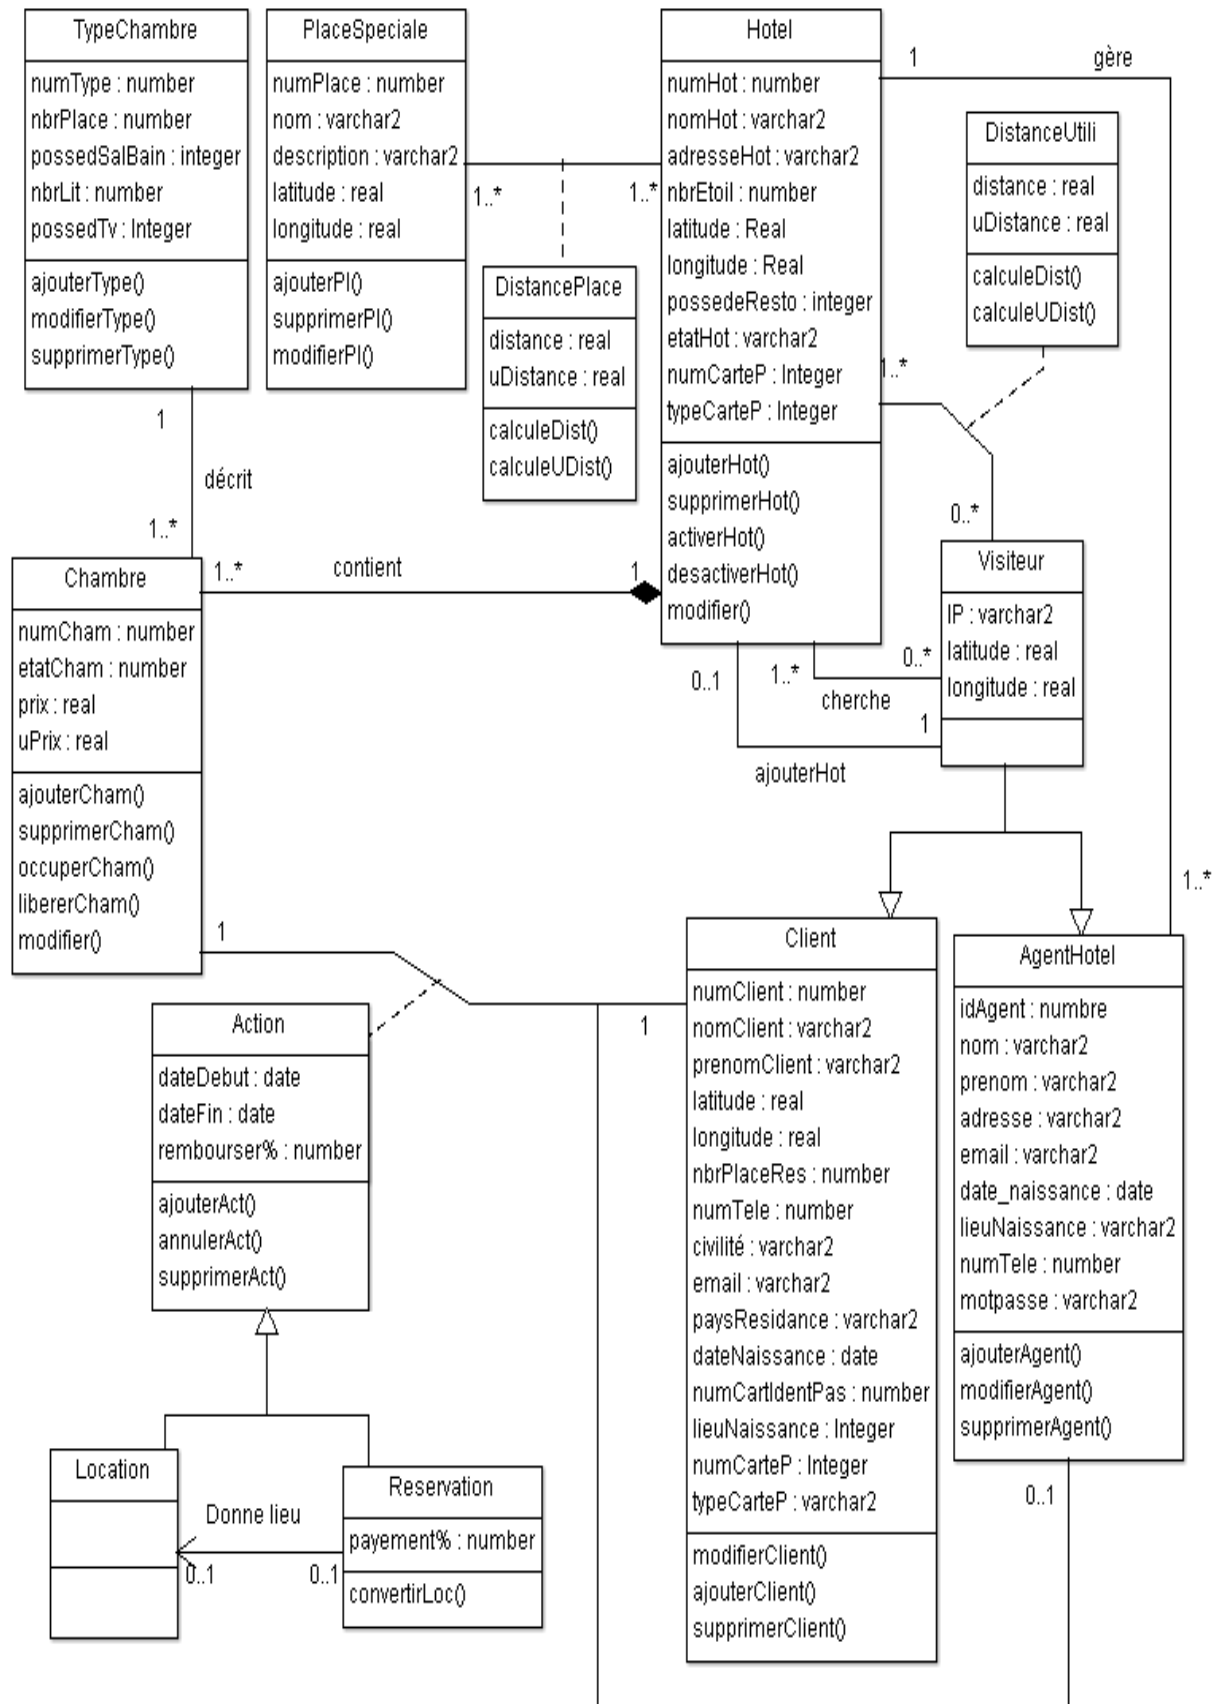 TypeChambre
numType : number
nbrPlace : number
possedSalBain : integer
nbrLit : number
possedTv : Integer
ajouterType()
modifierType()
supprimerType()
PlaceSpeciale
numPlace : number
nom : varchar2
description : varchar2
latitude : real
longitude : real
ajouterPl()
supprimerPl()
modifierPl()
1..*
1..*
DistancePlace
distance : real
uDistance : real
calculeDist()
calculeUDist()
Hotel
numHot : number
nomHot : varchar2
adresseHot : varchar2
nbrEtoil : number
latitude : Real
longitude : Real
possedeResto : integer
etatHot : varchar2
numCarteP : Integer
typeCarteP : Integer
ajouterHot()
supprimerHot()
activerHot()
desactiverHot()
modifier()
1
gère
DistanceUtili
distance : real
uDistance : real
calculeDist()
calculeUDist()
1..*
0..*
1
décrit
1..*
1..*
contient
1
Chambre
numCham : number
etatCham : number
prix : real
uPrix : real
ajouterCham()
supprimerCham()
occuperCham()
libererCham()
modifier()
Visiteur
IP : varchar2
latitude : real
longitude : real
0..1
1..*
0..*
cherche
1
ajouterHot
1..*
1
1
Action
dateDebut : date
dateFin : date
rembourser% : number
ajouterAct()
annulerAct()
supprimerAct()
Client
numClient : number
nomClient : varchar2
prenomClient : varchar2
latitude : real
longitude : real
nbrPlaceRes : number
numTele : number
civilité : varchar2
email : varchar2
paysResidance : varchar2
dateNaissance : date
numCartIdentPas : number
lieuNaissance : Integer
numCarteP : Integer
typeCarteP : varchar2
modifierClient()
ajouterClient()
supprimerClient()
AgentHotel
idAgent : numbre
nom : varchar2
prenom : varchar2
adresse : varchar2
email : varchar2
date_naissance : date
lieuNaissance : varchar2
numTele : number
motpasse : varchar2
ajouterAgent()
modifierAgent()
supprimerAgent()
0..1
Location
Donne lieu
0..1
0..1
Reservation
payement% : number
convertirLoc()